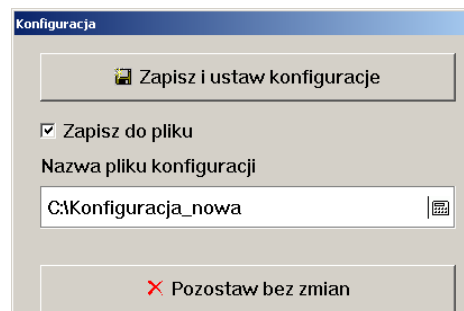 Konfiguracja
Zapisz i ustaw konfiguracje
Zapisz do pliku
Nazwa pliku konfiguracji
C:\Konfiguracja_nowa
Pozostaw bez zmian